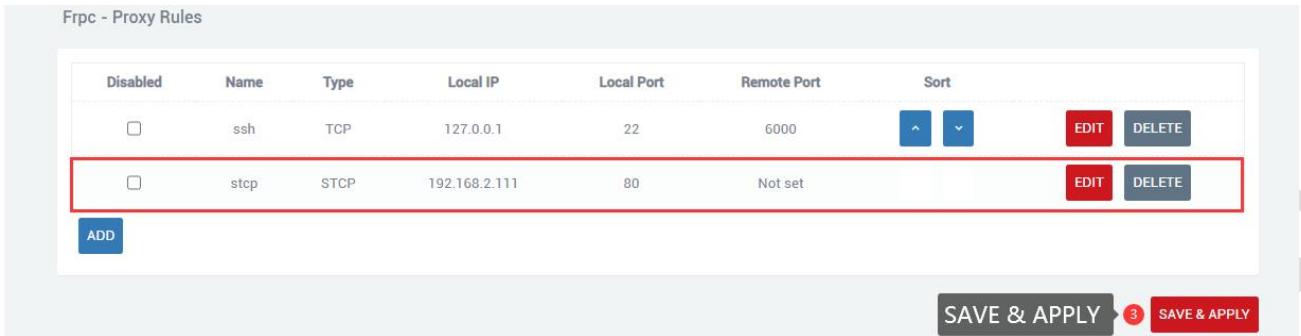 Frpc - Proxy Rules
Disabled Name Type Local IP Local Port Remote Port Sort
ssh TCP 127.0.0.1 22 6000 EDIT DELETE
stcp STCP 192.168.2.111 80 Not set EDIT DELETE
ADD
SAVE & APPLY 3 SAVE & APPLY